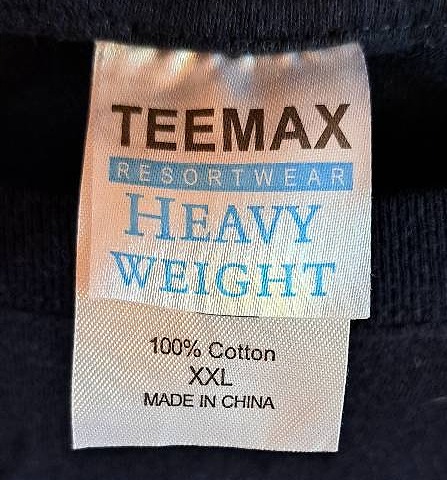 TEEMAX
RESORTWEAR
HEAVY
WEIGHT
100% Cotton
XXL
MADE IN CHINA